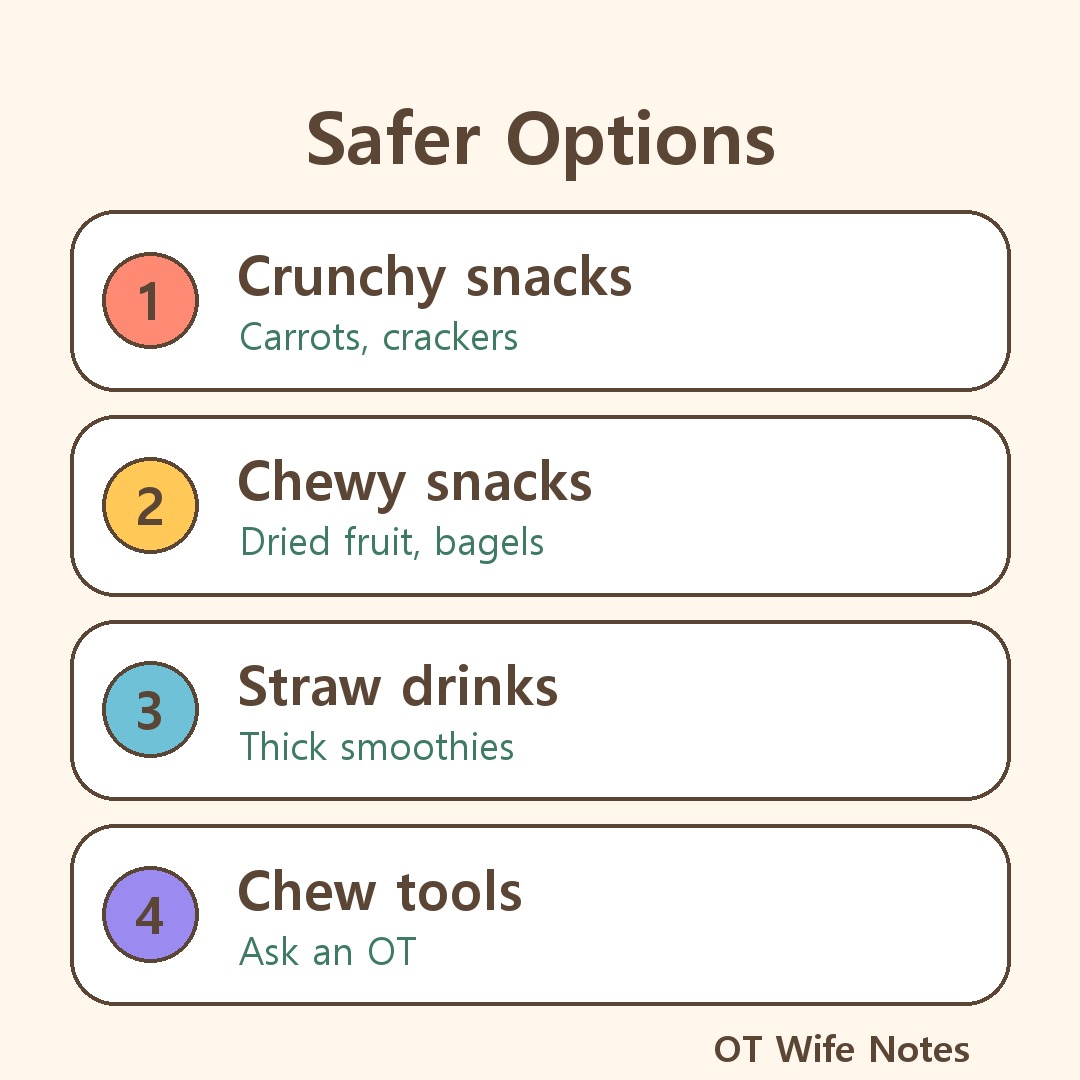 Safer Options
1
Crunchy snacks
Carrots, crackers
2
Chewy snacks
Dried fruit, bagels
3
Straw drinks
Thick smoothies
4
Chew tools
Ask an OT
OT Wife Notes